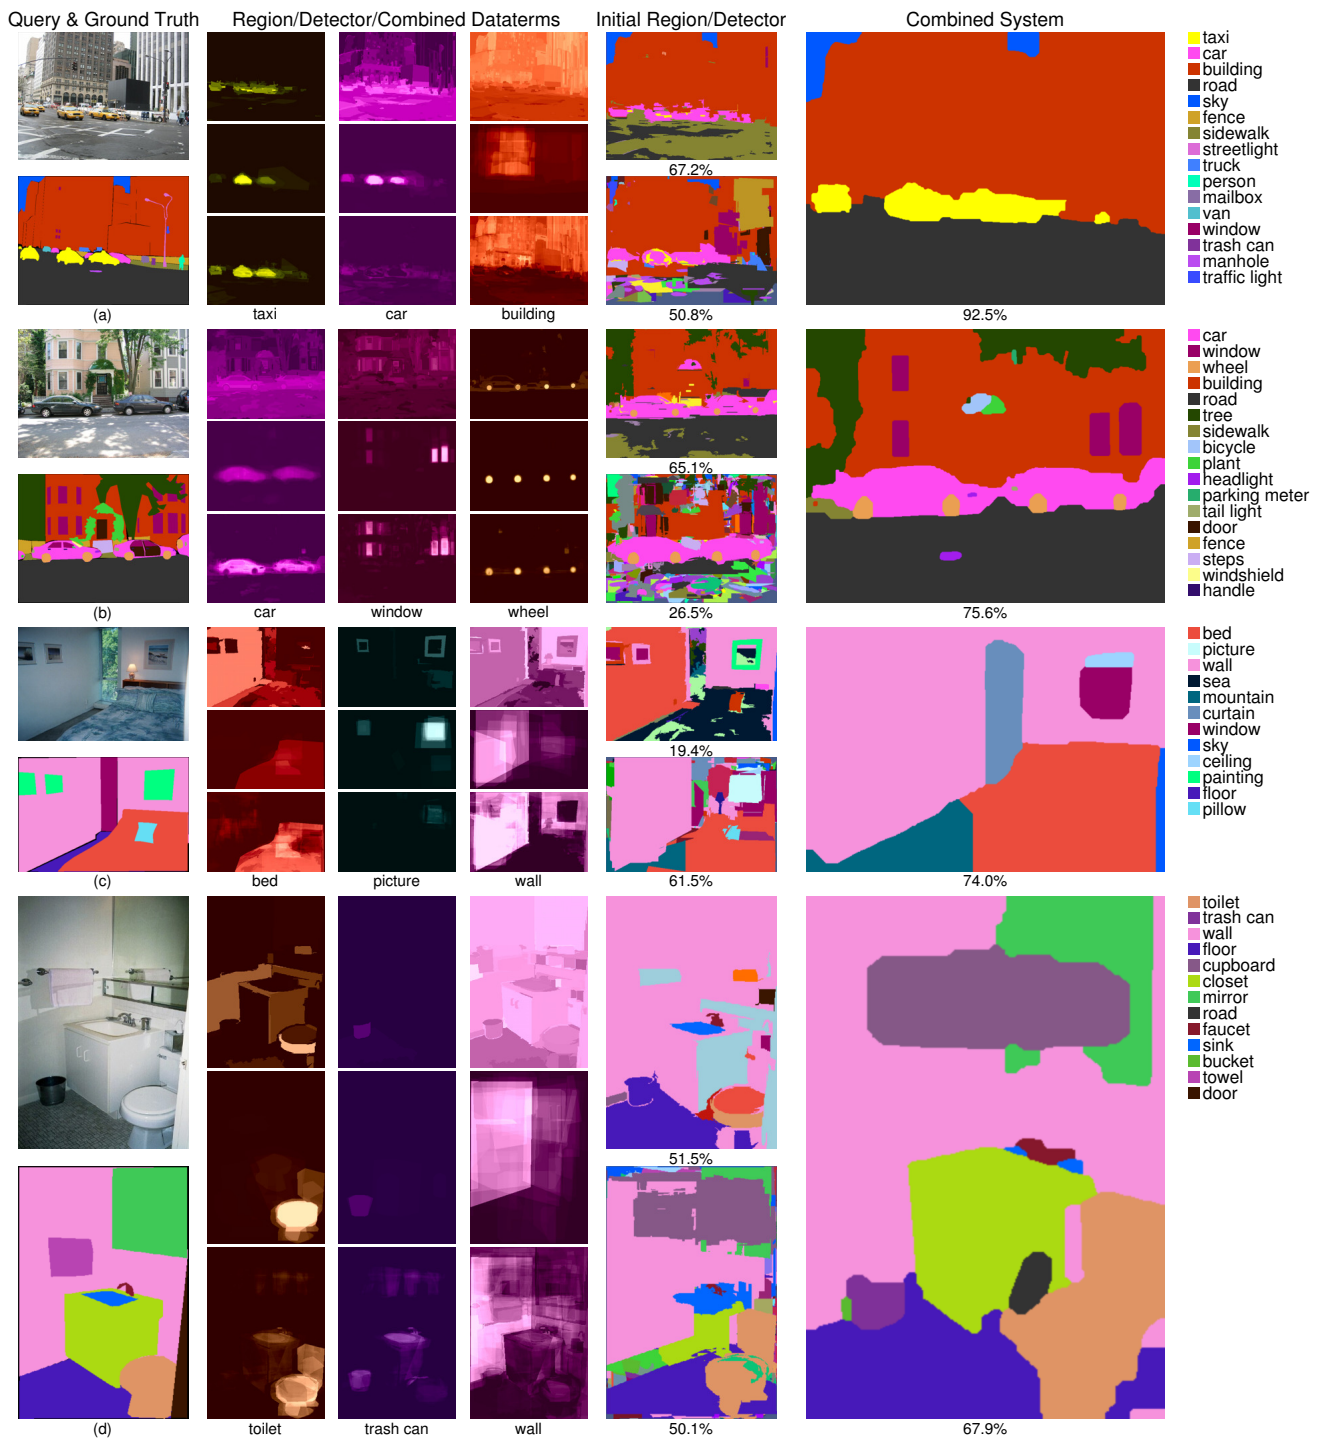 Query & Ground Truth
Region/Detector/Combined Dataterms
Initial Region/Detector
Combined System
67.2%
(a)
taxi
car
building
50.8%
92.5%
taxi
car
building
road
sky
fence
sidewalk
streetlight
truck
person
mailbox
van
window
trash can
manhole
traffic light
65.1%
(b)
car
window
wheel
26.5%
75.6%
car
window
wheel
building
road
tree
sidewalk
bicycle
plant
headlight
parking meter
tail light
door
fence
steps
windshield
handle
19.4%
(c)
bed
picture
wall
61.5%
74.0%
bed
picture
wall
sea
mountain
curtain
window
sky
ceiling
painting
floor
pillow
51.5%
(d)
toilet
trash can
wall
50.1%
67.9%
toilet
trash can
wall
floor
cupboard
closet
mirror
road
faucet
sink
bucket
towel
door